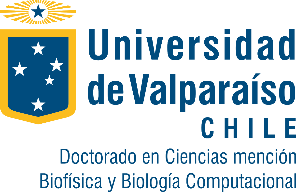 Universidad
de Valparaíso
CHILE
Doctorado en Ciencias mención
Biofísica y Biología Computacional